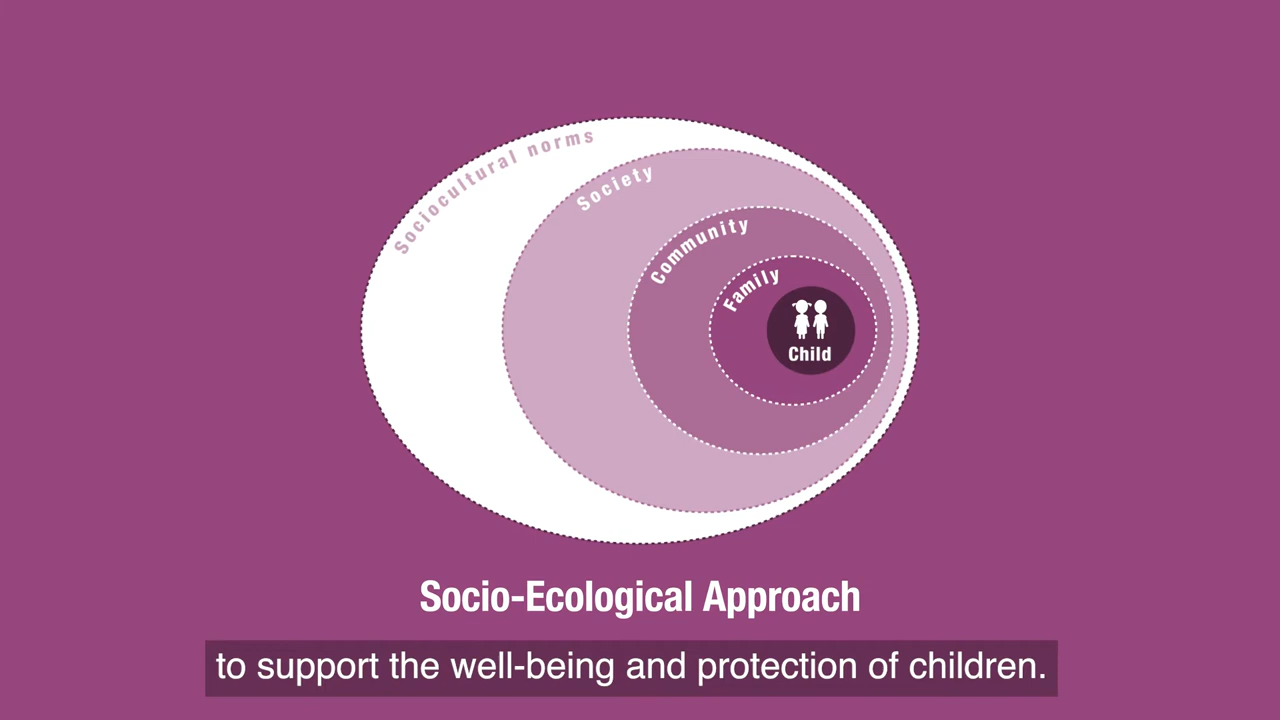 Sociocultural norms
Society
Community
Family
Child
Socio-Ecological Approach
to support the well-being and protection of children.